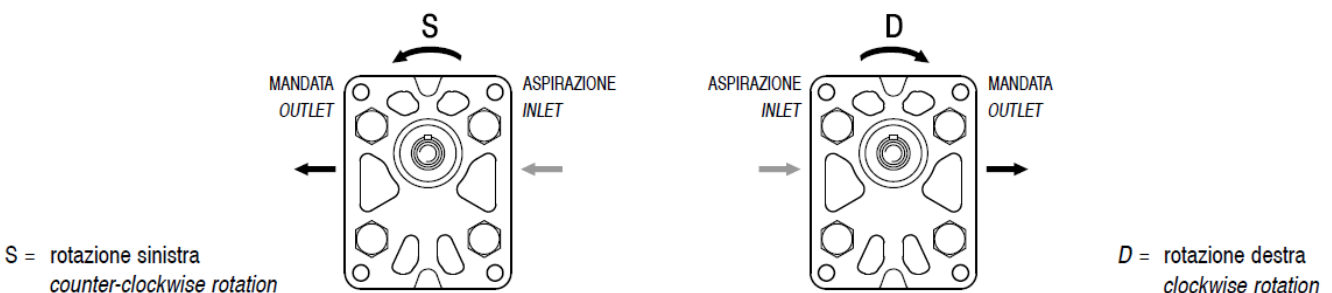 S
D
MANDATA
OUTLET
ASPIRAZIONE
INLET
ASPIRAZIONE
INLET
MANDATA
OUTLET
S = rotazione sinistra
counter-clockwise rotation
D = rotazione destra
clockwise rotation